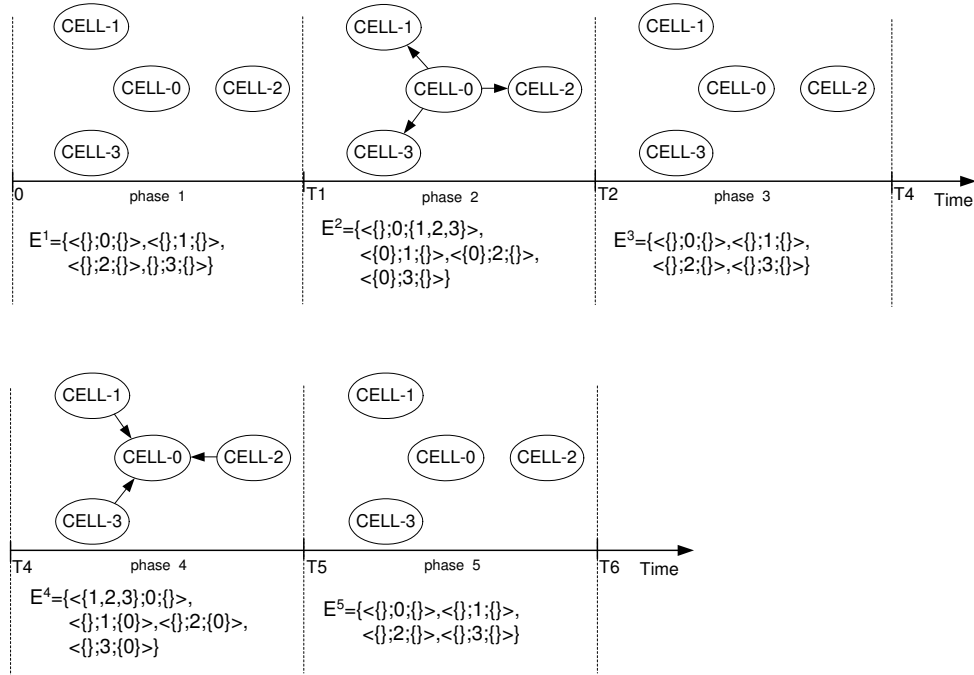 CELL-1
CELL-0
CELL-2
CELL-3
0
phase 1
E¹={<{};0;{}>,<{};1;{}>,
<{};2;{}>,{};3;{}>}
CELL-1
CELL-0
CELL-2
CELL-3
T1
phase 2
E²={<{};0;{1,2,3}>,
<{0};1;{}>,<{0};2;{}>,
<{0};3;{}>}
CELL-1
CELL-0
CELL-2
CELL-3
T2
phase 3
T4
Time
E³={<{};0;{}>,<{};1;{}>,
<{};2;{}>,<{};3;{}>}
CELL-1
CELL-0
CELL-2
CELL-3
T4
phase 4
E⁴={<{1,2,3};0;{}>,
<{};1;{0}>,<{};2;{0}>,
<{};3;{0}>}
CELL-1
CELL-0
CELL-2
CELL-3
T5
phase 5
T6
Time
E⁵={<{};0;{}>,<{};1;{}>,
<{};2;{}>,<{};3;{}>}